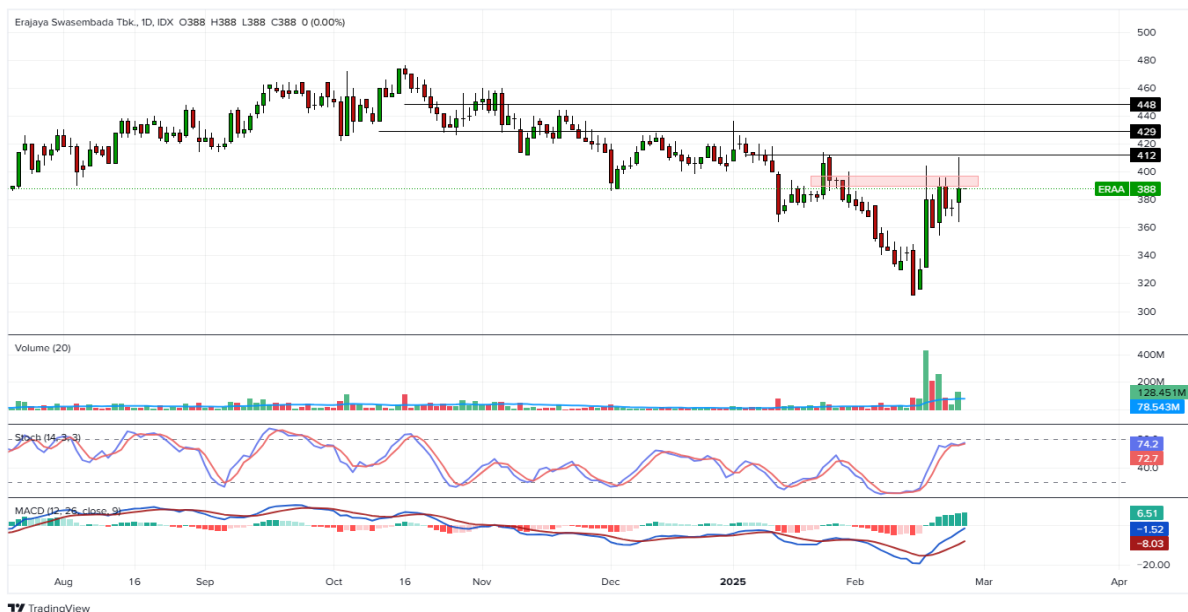 Erajaya Swasembada Tbk., 1D, IDX O388 H388 L388 C388 0 (0.00%)
500
480
460
448
440
429
420
412
400
ERAA 388
380
360
340
320
300
Volume (20)
400M
200M
128.451M
78.543M
Stoch (14, 3, 3)
74.2
72.7
40.0
MACD (12, 26, close, 9)
6.51
−1.52
−8.03
−20.00
Aug 16 Sep Oct 16 Nov Dec 2025 Feb Mar Apr
TradingView